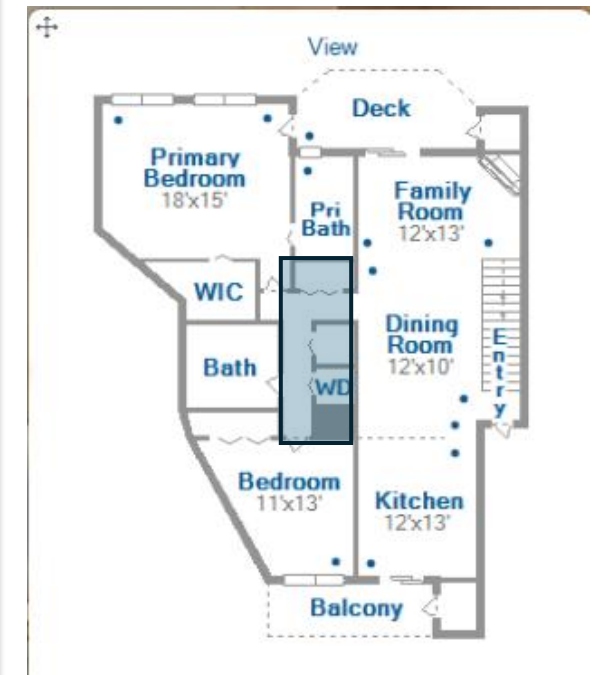 View
Deck
Primary
Bedroom
18'x15'
Pri
Bath
Family
Room
12'x13'
WIC
Dining
Room
12'x10'
Entry
Bath
WD
Bedroom
11'x13'
Kitchen
12'x13'
Balcony